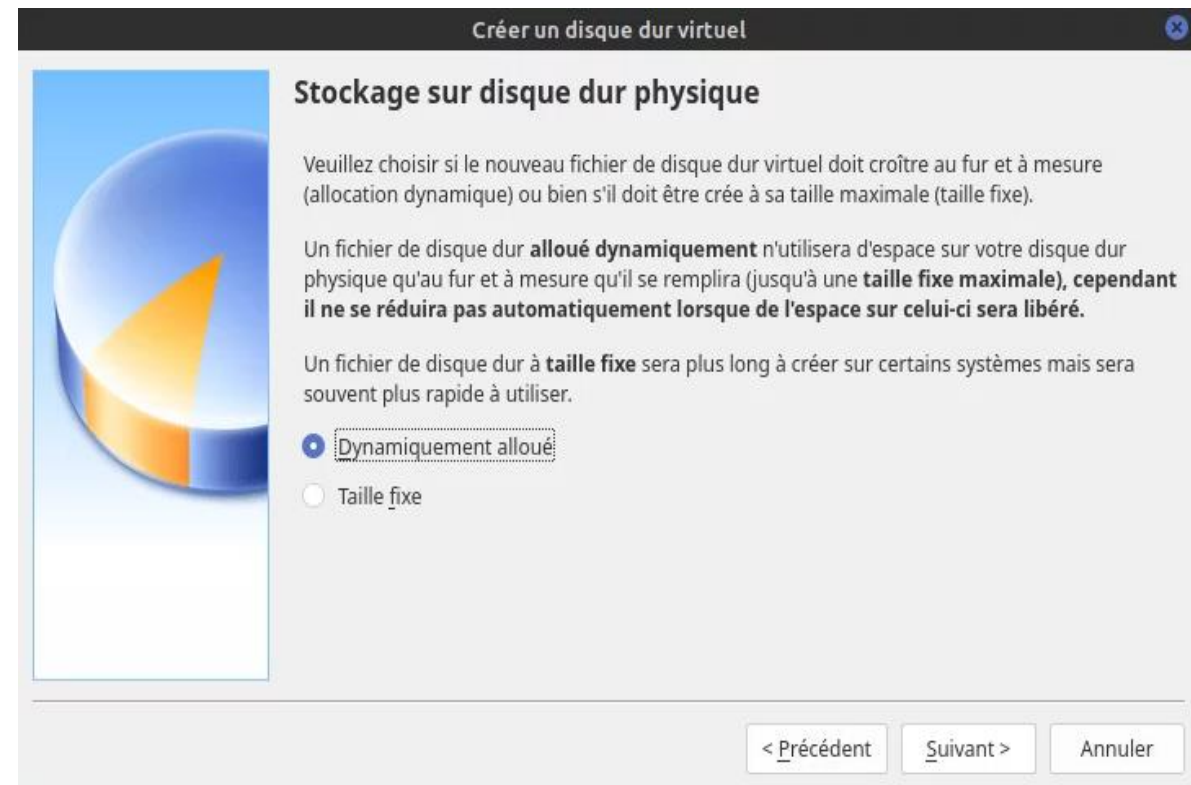 Créer un disque dur virtuel
Stockage sur disque dur physique
Veuillez choisir si le nouveau fichier de disque dur virtuel doit croître au fur et à mesure
(allocation dynamique) ou bien s'il doit être crée à sa taille maximale (taille fixe).
Un fichier de disque dur alloué dynamiquement n'utilisera d'espace sur votre disque dur
physique qu'au fur et à mesure qu'il se remplira (jusqu'à une taille fixe maximale), cependant
il ne se réduira pas automatiquement lorsque de l'espace sur celui-ci sera libéré.
Un fichier de disque dur à taille fixe sera plus long à créer sur certains systèmes mais sera
souvent plus rapide à utiliser.
Dynamiquement alloué
Taille fixe
< Précédent Suivant > Annuler